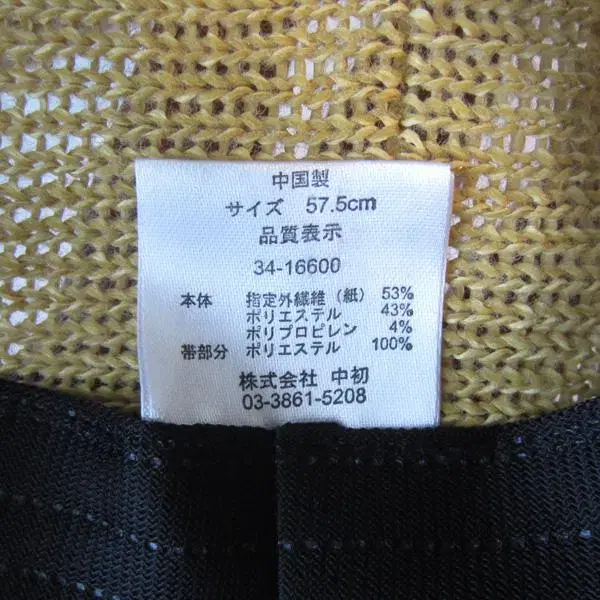 中国製
サイズ 57.5cm
品質表示
34-16600
本体 指定外繊維(紙) 53%
ポリエステル 43%
ポリプロピレン 4%
帯部分 ポリエステル 100%
株式会社 中初
03-3861-5208